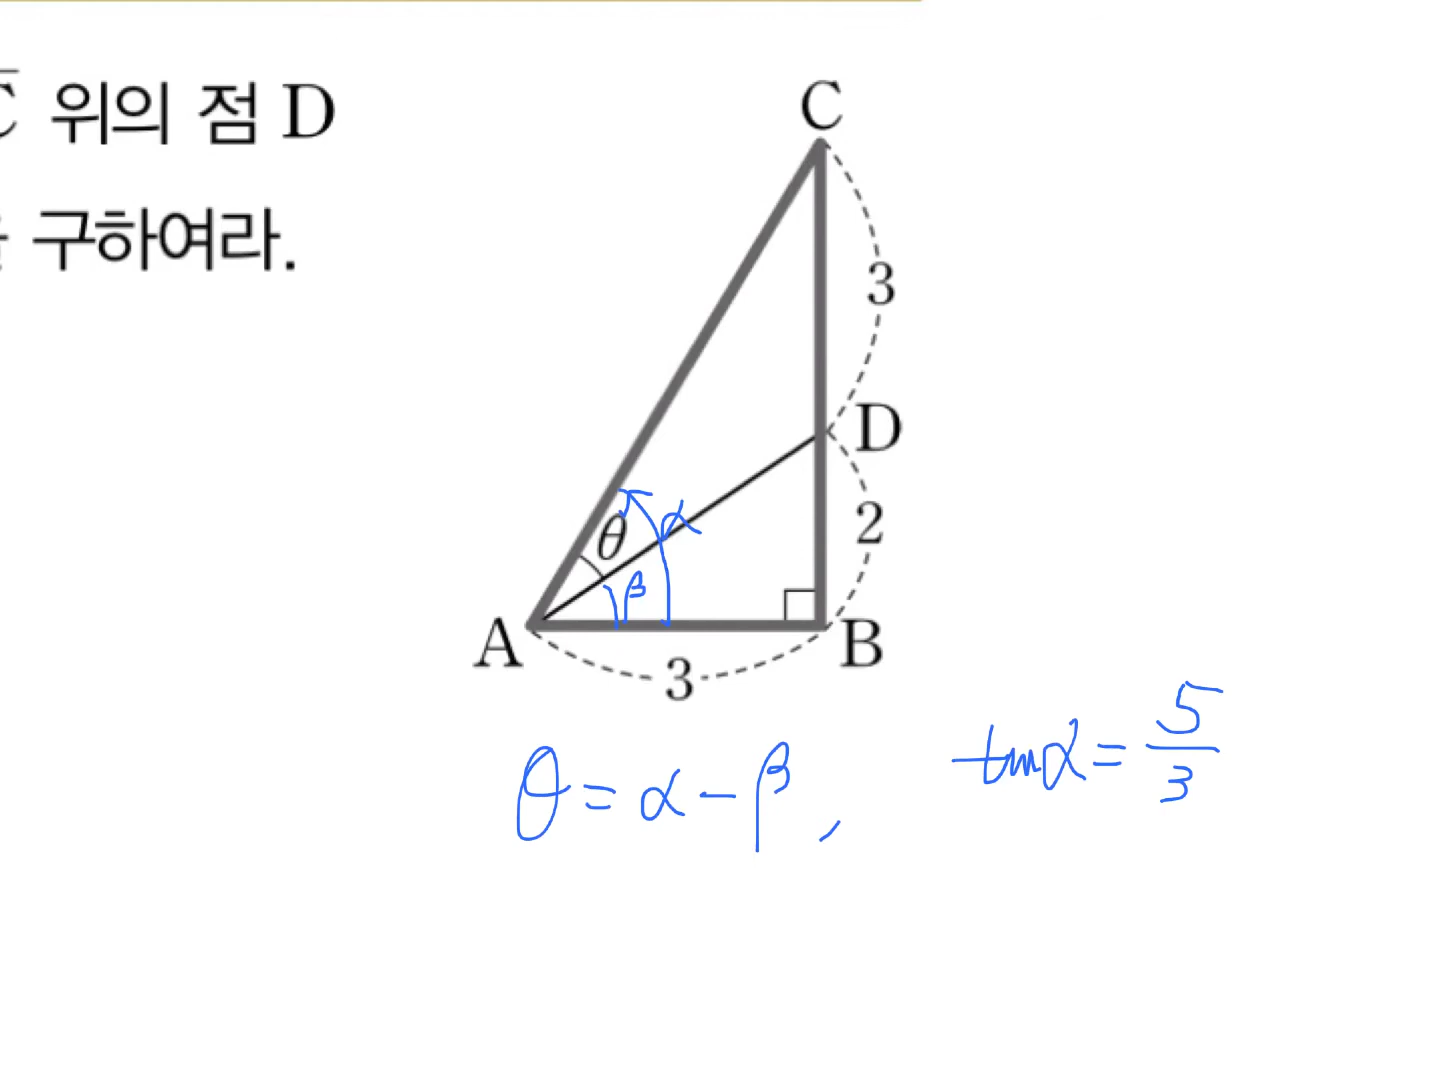 위의 점 D
구하여라.
C
3
D
θ
α
2
β
A
B
3
θ = α - β , tanα = 5/3